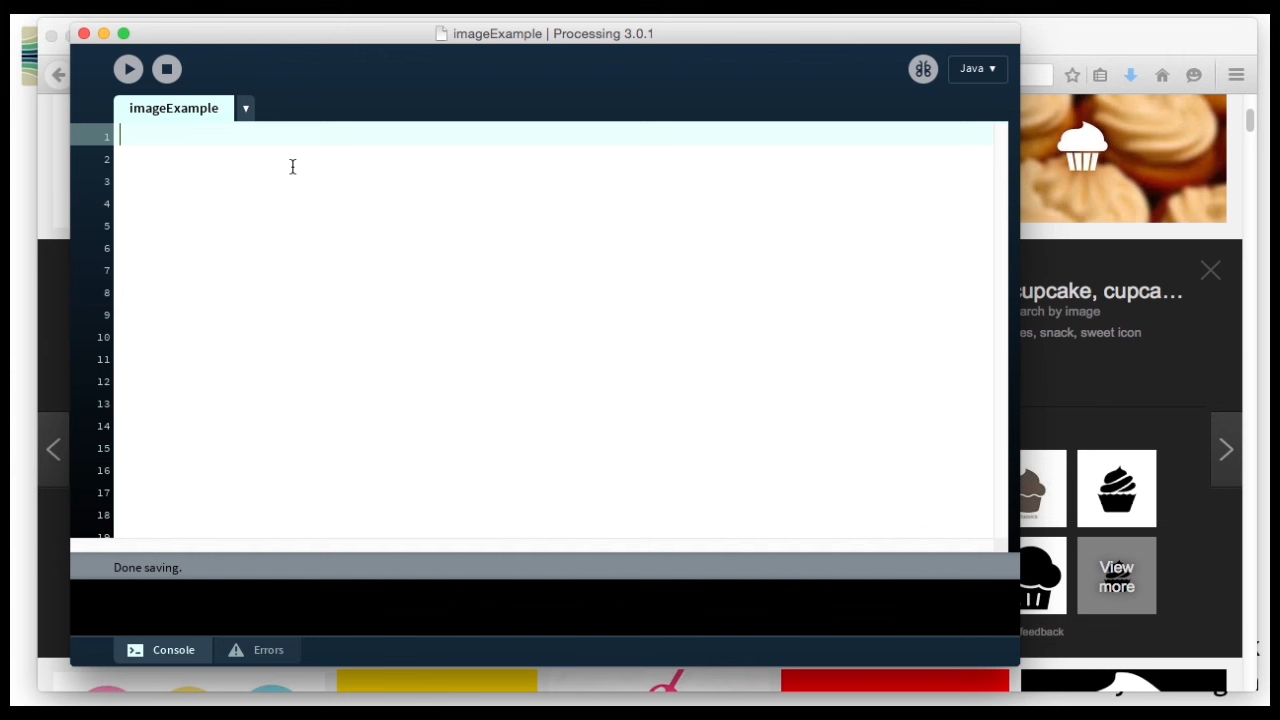 imageExample | Processing 3.0.1
Java ▾
imageExample
1
2
3
4
5
6
7
8
9
10
11
12
13
14
15
16
17
18
19
cupcake, cupca...
arch by image
es, snack, sweet icon
View
more
feedback
Done saving.
Console
Errors